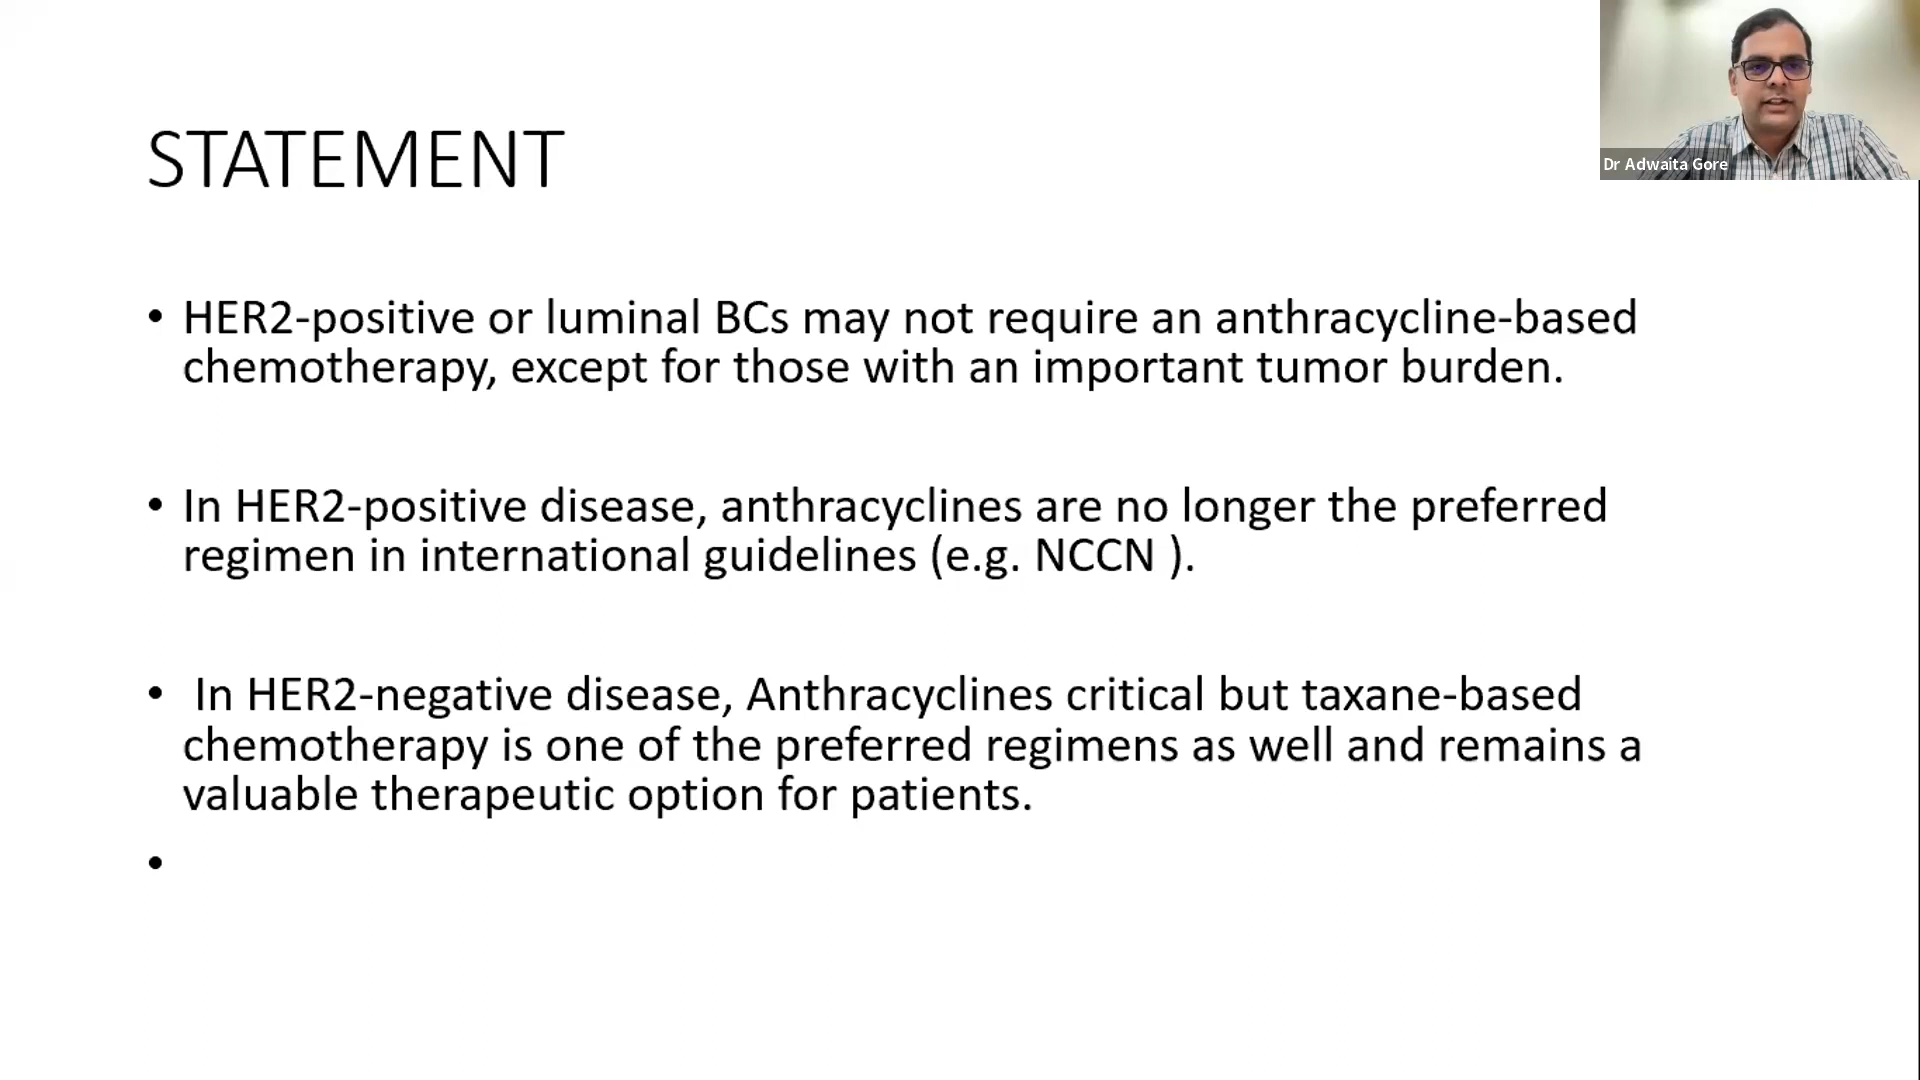 Dr Adwaita Gore
STATEMENT
• HER2-positive or luminal BCs may not require an anthracycline-based
chemotherapy, except for those with an important tumor burden.
• In HER2-positive disease, anthracyclines are no longer the preferred
regimen in international guidelines (e.g. NCCN ).
• In HER2-negative disease, Anthracyclines critical but taxane-based
chemotherapy is one of the preferred regimens as well and remains a
valuable therapeutic option for patients.
•